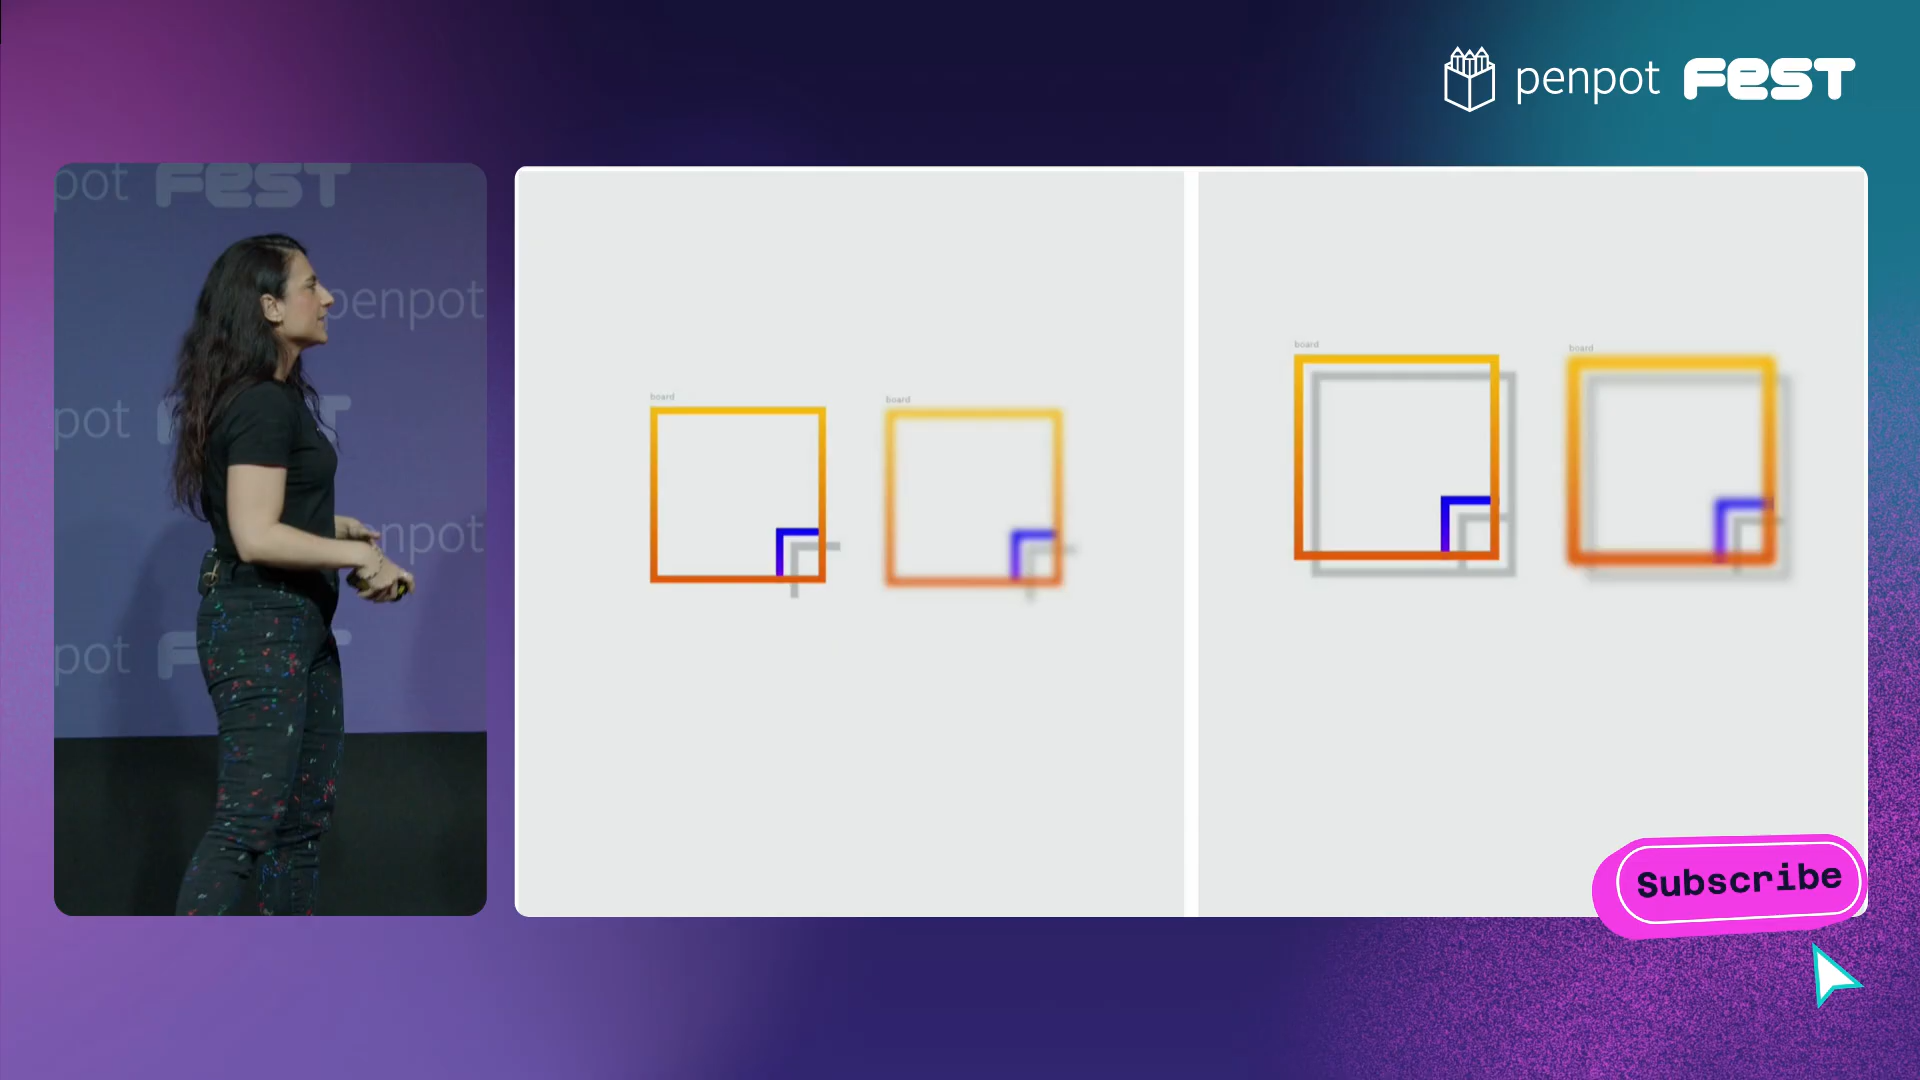 penpot FEST
pot FEST
penpot
pot
enpot
pot
board
board
board
board
Subscribe